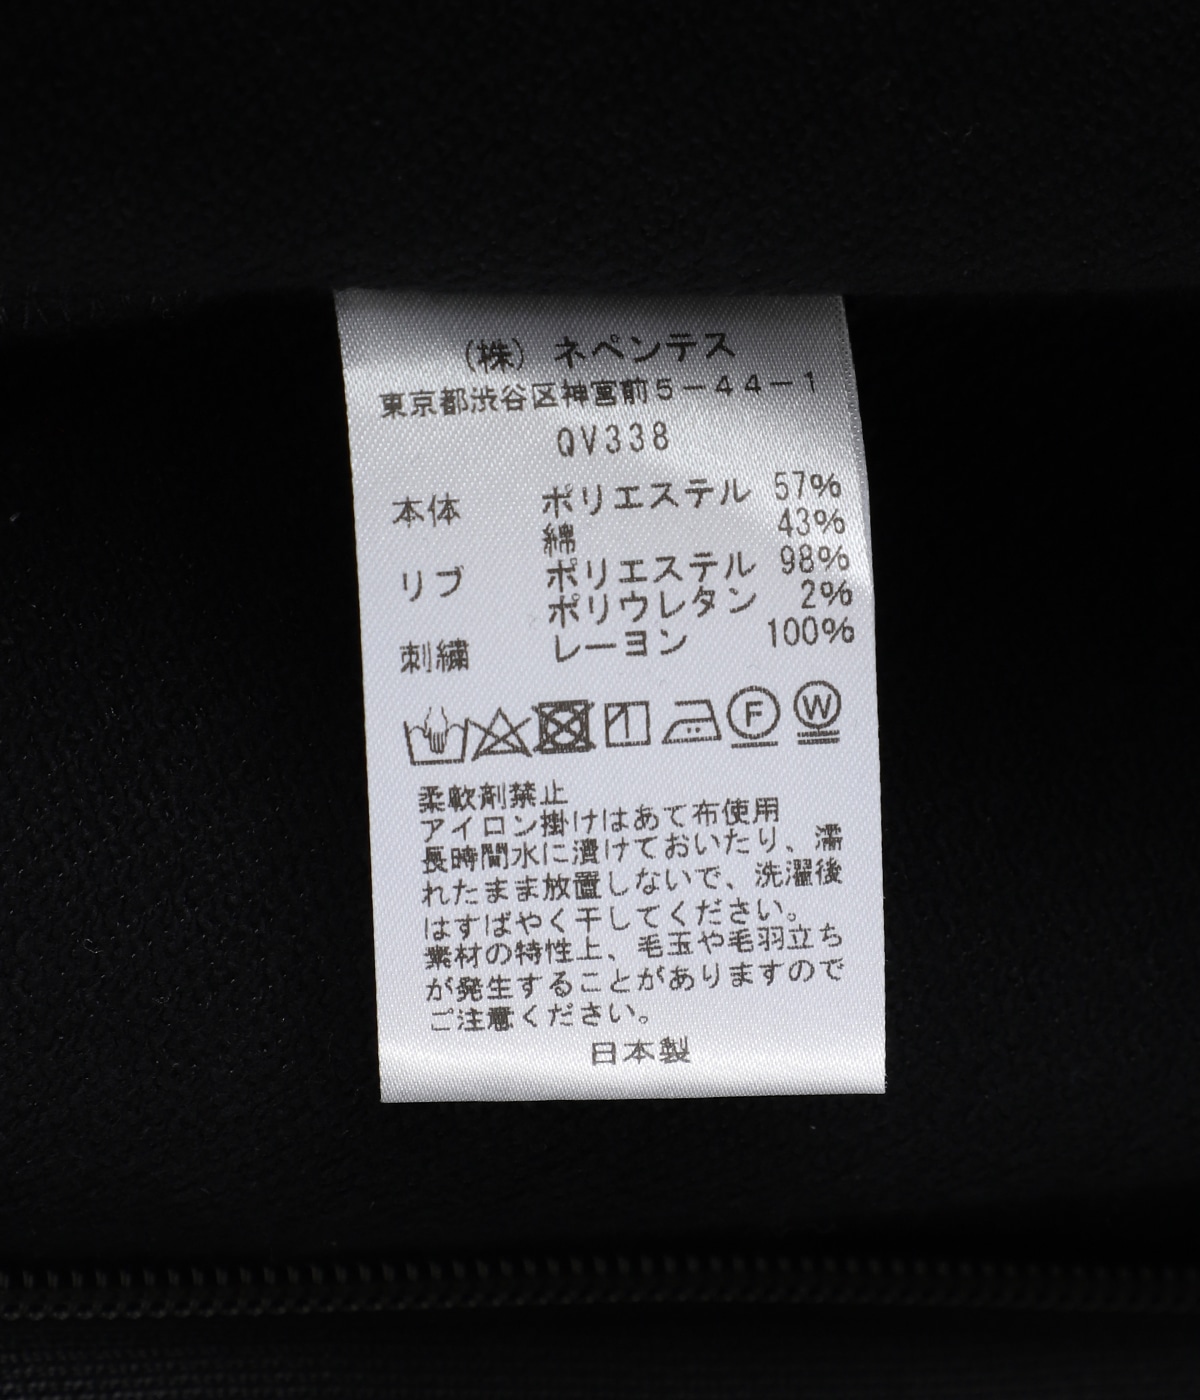 (株) ネペンテス
東京都渋谷区神宮前5-44-1
QV338
本体 ポリエステル 57%
綿 43%
リブ ポリエステル 98%
ポリウレタン 2%
刺繍 レーヨン 100%
F W
柔軟剤禁止
アイロン掛けはあて布使用
長時間水に漬けておいたり、濡
れたまま放置しないで、洗濯後
はすばやく干してください。
素材の特性上、毛玉や毛羽立ち
が発生することがありますので
ご注意ください。
日本製